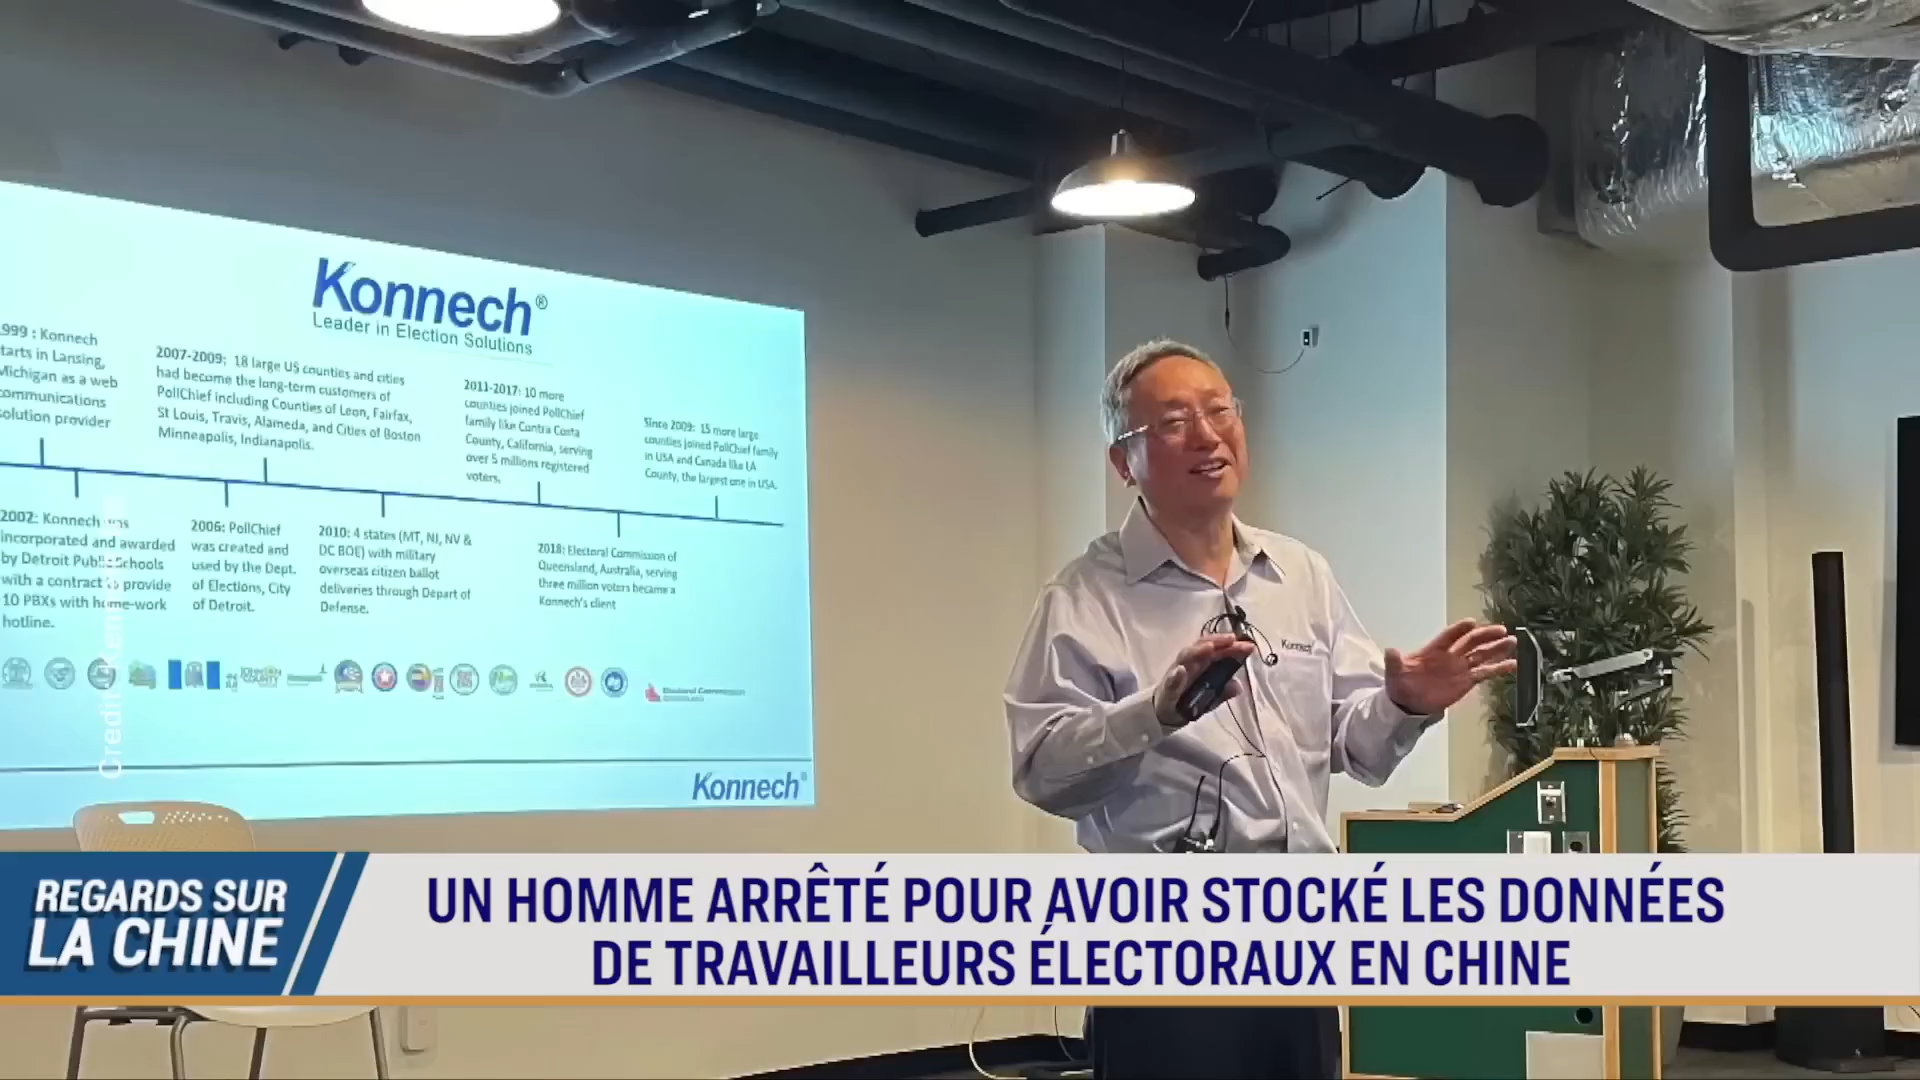 Konnech®
Leader in Election Solutions
999 : Konnech
tarts in Lansing,
Michigan as a web
ommunications
olution provider
2007-2009: 18 large US counties and cities
had become the long-term customers of
PollChief including Counties of Leon, Fairfax,
St Louis, Travis, Alameda, and Cities of Boston
Minneapolis, Indianapolis.
2011-2017: 10 more
counties joined PollChief
family like Contra Costa
County, California, serving
over 5 millions registered
voters.
Since 2009: 15 more large
counties joined PollChief family
in USA and Canada like LA
County, the largest one in USA.
2002: Konnech was
incorporated and awarded
by Detroit Public Schools
with a contract to provide
10 PBXs with home-work
hotline.
2006: PollChief
was created and
used by the Dept.
of Elections, City
of Detroit.
2010: 4 states (MT, NJ, NV &
DC BOE) with military
overseas citizen ballot
deliveries through Depart of
Defense.
2018: Electoral Commission of
Queensland, Australia, serving
three million voters became a
Konnech's client
Electoral Commission
Konnech®
Konnech
REGARDS SUR
LA CHINE
UN HOMME ARRÊTÉ POUR AVOIR STOCKÉ LES DONNÉES
DE TRAVAILLEURS ÉLECTORAUX EN CHINE